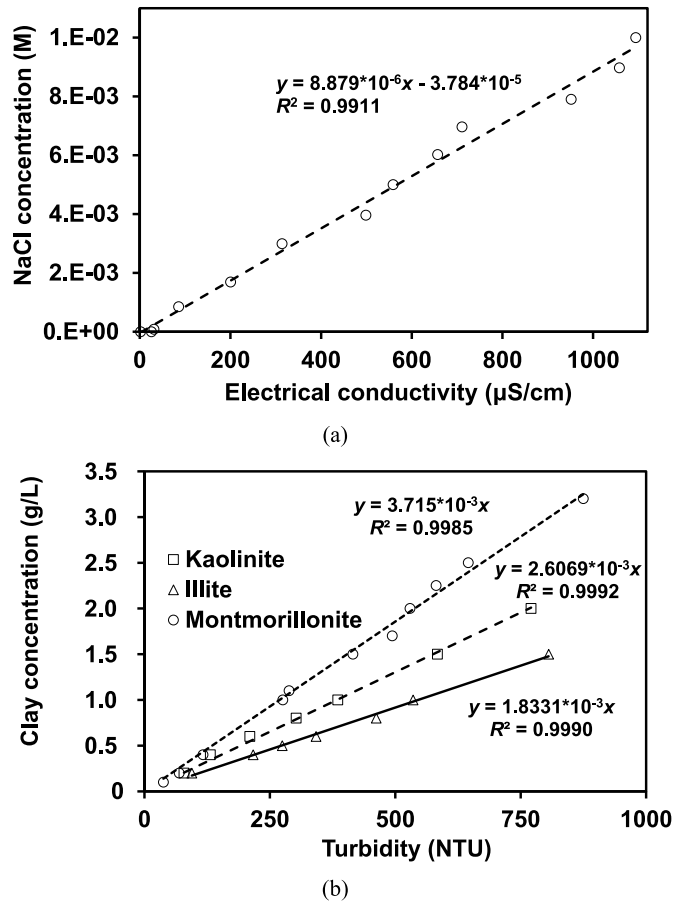 1.E-02
8.E-03
6.E-03
4.E-03
2.E-03
0.E+00
NaCl concentration (M)
y = 8.879*10⁻⁶x - 3.784*10⁻⁵
R² = 0.9911
0 200 400 600 800 1000
Electrical conductivity (µS/cm)
(a)
3.5
3.0
2.5
2.0
1.5
1.0
0.5
0
Clay concentration (g/L)
y = 3.715*10⁻³x
R² = 0.9985
Kaolinite
Illite
Montmorillonite
y = 2.6069*10⁻³x
R² = 0.9992
y = 1.8331*10⁻³x
R² = 0.9990
0 250 500 750 1000
Turbidity (NTU)
(b)